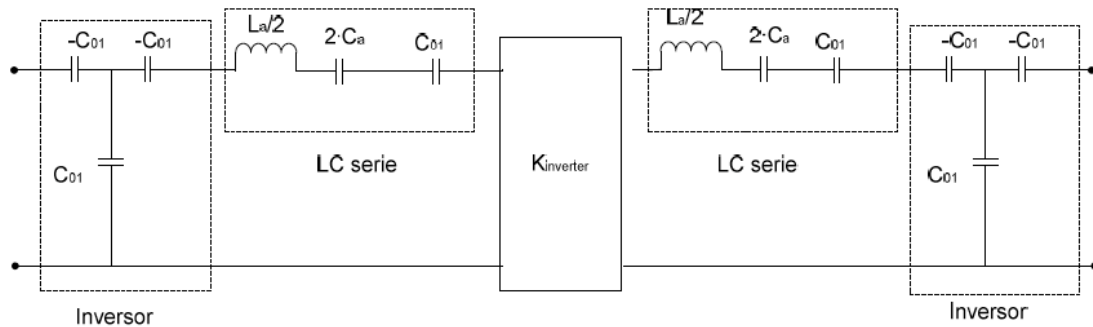 -C01 -C01
La/2
2·Ca
C01
La/2
2·Ca
C01
-C01 -C01
C01
LC serie
Kinverter
LC serie
C01
Inversor
Inversor